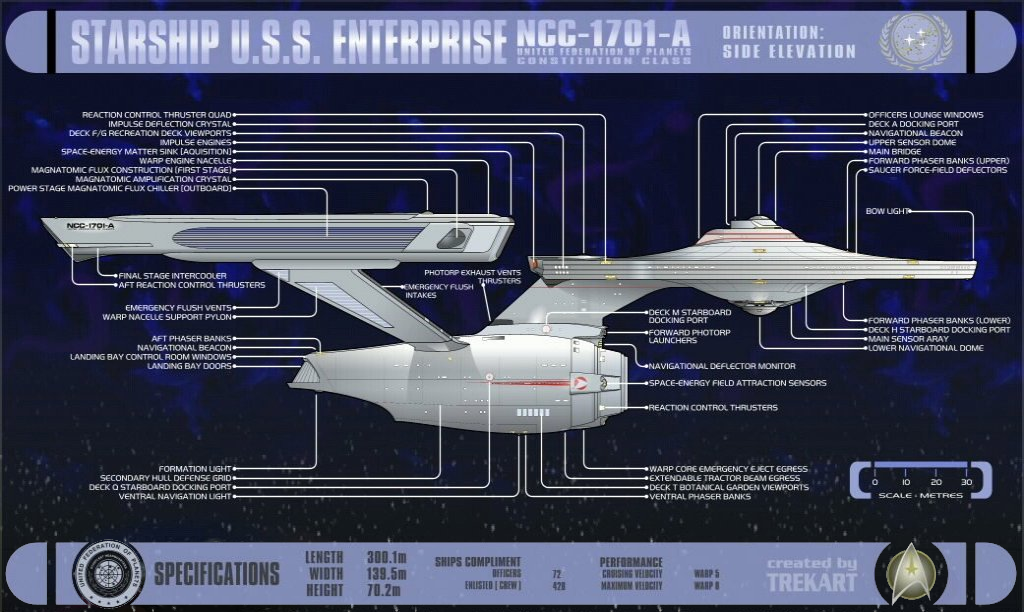 STARSHIP U.S.S. ENTERPRISE NCC-1701-A
UNITED FEDERATION OF PLANETS
CONSTITUTION CLASS
ORIENTATION:
SIDE ELEVATION
REACTION CONTROL THRUSTER QUAD
IMPULSE DEFLECTION CRYSTAL
DECK F/G RECREATION DECK VIEWPORTS
IMPULSE ENGINES
SPACE-ENERGY MATTER SINK [AQUISITION]
WARP ENGINE NACELLE
MAGNATOMIC FLUX CONSTRUCTION [FIRST STAGE]
MAGNATOMIC AMPLIFICATION CRYSTAL
POWER STAGE MAGNATOMIC FLUX CHILLER [OUTBOARD]
OFFICERS LOUNGE WINDOWS
DECK A DOCKING PORT
NAVIGATIONAL BEACON
UPPER SENSOR DOME
MAIN BRIDGE
FORWARD PHASER BANKS (UPPER)
SAUCER FORCE-FIELD DEFLECTORS
BOW LIGHT
NCC-1701-A
FINAL STAGE INTERCOOLER
AFT REACTION CONTROL THRUSTERS
PHOTORP EXHAUST VENTS
THRUSTERS
EMERGENCY FLUSH
INTAKES
EMERGENCY FLUSH VENTS
WARP NACELLE SUPPORT PYLON
DECK M STARBOARD
DOCKING PORT
FORWARD PHOTORP
LAUNCHERS
FORWARD PHASER BANKS (LOWER)
DECK H STARBOARD DOCKING PORT
MAIN SENSOR ARAY
LOWER NAVIGATIONAL DOME
AFT PHASER BANKS
NAVIGATIONAL BEACON
LANDING BAY CONTROL ROOM WINDOWS
LANDING BAY DOORS
NAVIGATIONAL DEFLECTOR MONITOR
SPACE-ENERGY FIELD ATTRACTION SENSORS
REACTION CONTROL THRUSTERS
FORMATION LIGHT
SECONDARY HULL DEFENSE GRID
DECK Q STARBOARD DOCKING PORT
VENTRAL NAVIGATION LIGHT
WARP CORE EMERGENCY EJECT EGRESS
EXTENDABLE TRACTOR BEAM EGRESS
DECK T BOTANICAL GARDEN VIEWPORTS
VENTRAL PHASER BANKS
0 10 20 30
SCALE - METRES
UNITED FEDERATION OF PLANETS
SPECIFICATIONS
LENGTH 300.1m
WIDTH 139.5m
HEIGHT 70.2m
SHIPS COMPLIMENT
OFFICERS 72
ENLISTED [ CREW ] 428
PERFORMANCE
CRUISING VELOCITY WARP 5
MAXIMUM VELOCITY WARP 8
created by
TREKART